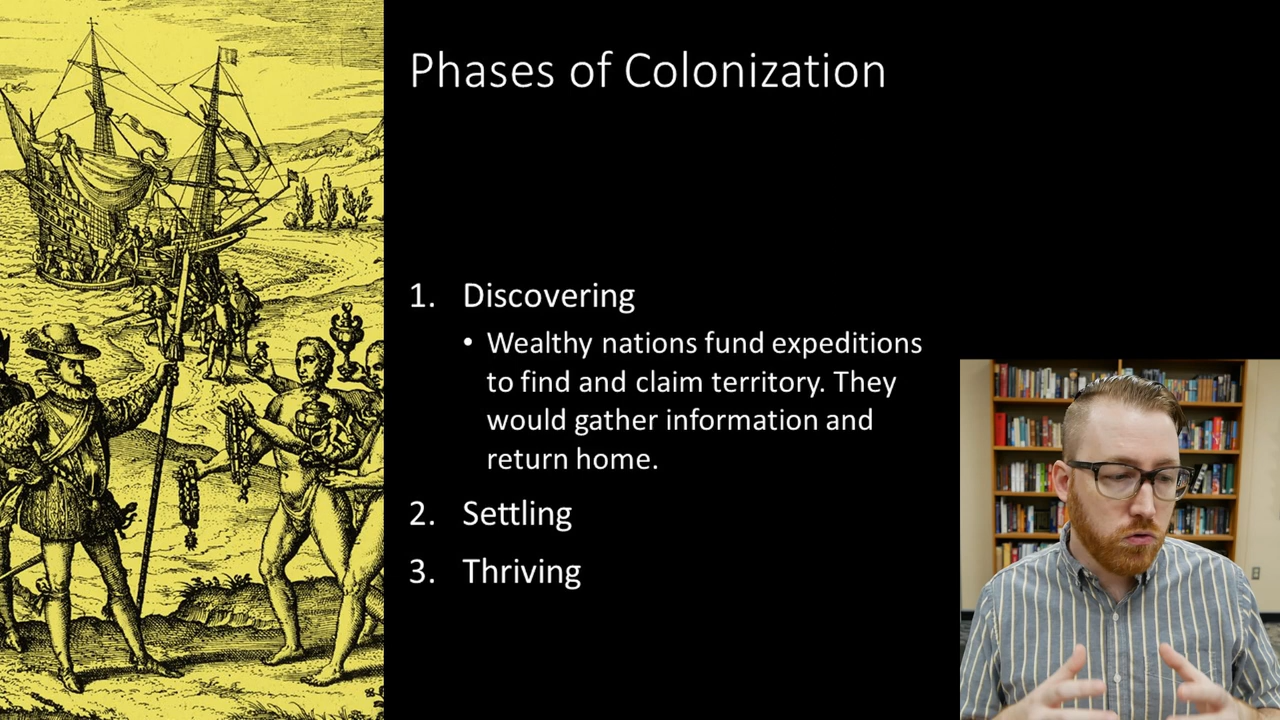 Phases of Colonization
1. Discovering
• Wealthy nations fund expeditions
to find and claim territory. They
would gather information and
return home.
2. Settling
3. Thriving